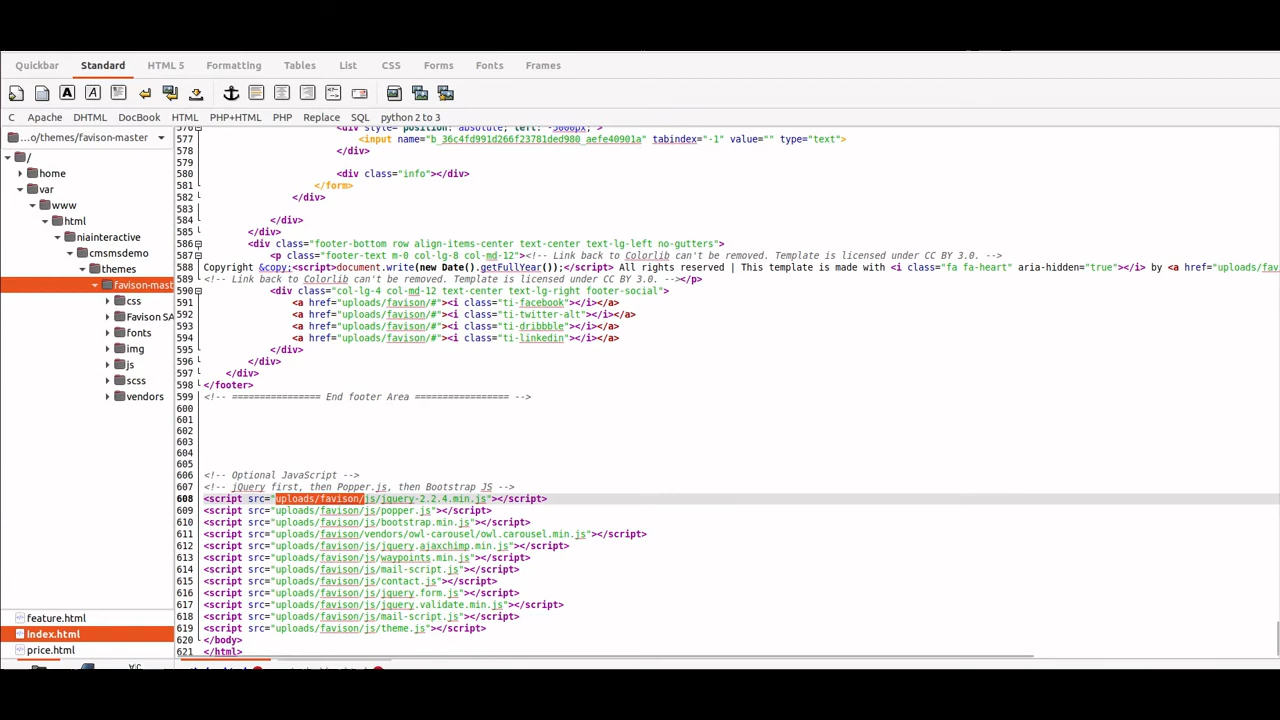 Quickbar Standard HTML 5 Formatting Tables List CSS Forms Fonts Frames
C Apache DHTML DocBook HTML PHP+HTML PHP Replace SQL python 2 to 3
...o/themes/favison-master
/
home
var
www
html
niainteractive
cmsmsdemo
themes
favison-mast
css
Favison SA
fonts
img
js
scss
vendors
feature.html
index.html
price.html
576 <div style="position: absolute; left: -5000px;">
577 <input name="b_36c4fd991d266f23781ded980_aefe40901a" tabindex="-1" value="" type="text">
578 </div>
579
580 <div class="info"></div>
581 </form>
582 </div>
583
584 </div>
585 </div>
586 <div class="footer-bottom row align-items-center text-center text-lg-left no-gutters">
587 <p class="footer-text m-0 col-lg-8 col-md-12"><!-- Link back to Colorlib can't be removed. Template is licensed under CC BY 3.0. -->
588 Copyright &copy;<script>document.write(new Date().getFullYear());</script> All rights reserved | This template is made with <i class="fa fa-heart" aria-hidden="true"></i> by <a href="uploads/fav
589 <!-- Link back to Colorlib can't be removed. Template is licensed under CC BY 3.0. --></p>
590 <div class="col-lg-4 col-md-12 text-center text-lg-right footer-social">
591 <a href="uploads/favison/#"><i class="ti-facebook"></i></a>
592 <a href="uploads/favison/#"><i class="ti-twitter-alt"></i></a>
593 <a href="uploads/favison/#"><i class="ti-dribbble"></i></a>
594 <a href="uploads/favison/#"><i class="ti-linkedin"></i></a>
595 </div>
596 </div>
597 </div>
598 </footer>
599 <!-- ================ End footer Area ================ -->
600
601
602
603
604
605
606 <!-- Optional JavaScript -->
607 <!-- jQuery first, then Popper.js, then Bootstrap JS -->
608 <script src="uploads/favison/js/jquery-2.2.4.min.js"></script>
609 <script src="uploads/favison/js/popper.js"></script>
610 <script src="uploads/favison/js/bootstrap.min.js"></script>
611 <script src="uploads/favison/vendors/owl-carousel/owl.carousel.min.js"></script>
612 <script src="uploads/favison/js/jquery.ajaxchimp.min.js"></script>
613 <script src="uploads/favison/js/waypoints.min.js"></script>
614 <script src="uploads/favison/js/mail-script.js"></script>
615 <script src="uploads/favison/js/contact.js"></script>
616 <script src="uploads/favison/js/jquery.form.js"></script>
617 <script src="uploads/favison/js/jquery.validate.min.js"></script>
618 <script src="uploads/favison/js/mail-script.js"></script>
619 <script src="uploads/favison/js/theme.js"></script>
620 </body>
621 </html>